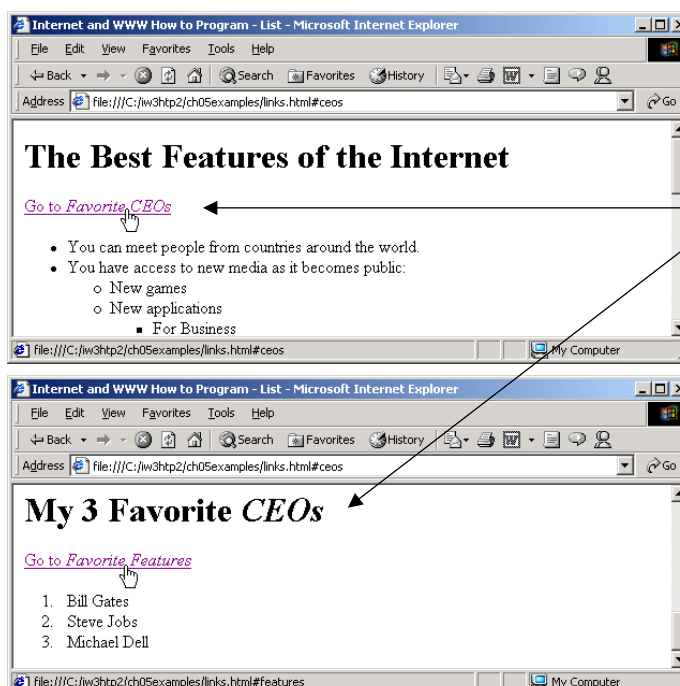 Internet and WWW How to Program - List - Microsoft Internet Explorer
File Edit View Favorites Tools Help
Back Search Favorites History
Address file:///C:/iw3htp2/ch05examples/links.html#ceos Go
The Best Features of the Internet
Go to Favorite CEOs
• You can meet people from countries around the world.
• You have access to new media as it becomes public:
o New games
o New applications
▪ For Business
file:///C:/iw3htp2/ch05examples/links.html#ceos My Computer
Internet and WWW How to Program - List - Microsoft Internet Explorer
File Edit View Favorites Tools Help
Back Search Favorites History
Address file:///C:/iw3htp2/ch05examples/links.html#ceos Go
My 3 Favorite CEOs
Go to Favorite Features
1. Bill Gates
2. Steve Jobs
3. Michael Dell
file:///C:/iw3htp2/ch05examples/links.html#features My Computer